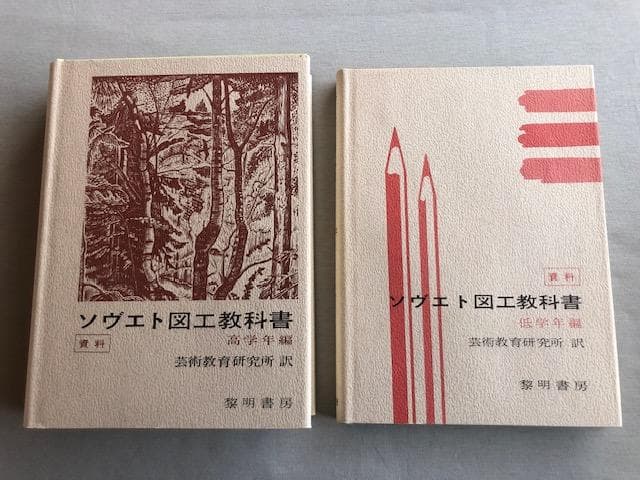 ソヴエト図工教科書
高学年編
資料
芸術教育研究所 訳
黎明書房
資料
ソヴエト図工教科書
低学年編
芸術教育研究所 訳
黎明書房